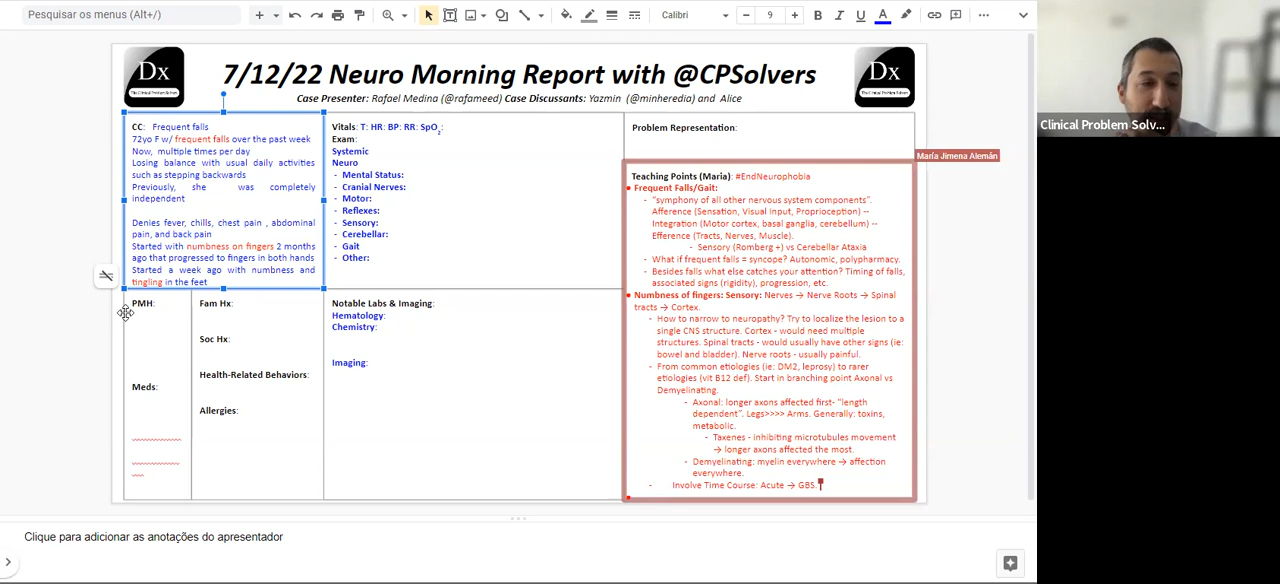 Pesquisar os menus (Alt+/)
Calibri
9
B I U A
Dx
The Clinical Problem Solvers
7/12/22 Neuro Morning Report with @CPSolvers
Case Presenter: Rafael Medina (@rafameed) Case Discussants: Yazmin (@minheredia) and Alice
Dx
The Clinical Problem Solvers
CC: Frequent falls
72yo F w/ frequent falls over the past week
Now, multiple times per day
Losing balance with usual daily activities
such as stepping backwards
Previously, she was completely
independent
Denies fever, chills, chest pain , abdominal
pain, and back pain
Started with numbness on fingers 2 months
ago that progressed to fingers in both hands
Started a week ago with numbness and
tingling in the feet
Vitals: T: HR: BP: RR: SpO2:
Exam:
Systemic
Neuro
- Mental Status:
- Cranial Nerves:
- Motor:
- Reflexes:
- Sensory:
- Cerebellar:
- Gait
- Other:
Problem Representation:
María Jimena Alemán
Teaching Points (Maria): #EndNeurophobia
• Frequent Falls/Gait:
- “symphony of all other nervous system components”.
Afference (Sensation, Visual input, Proprioception) --
Integration (Motor cortex, basal ganglia, cerebellum) --
Efference (Tracts, Nerves, Muscle).
- Sensory (Romberg +) vs Cerebellar Ataxia
- What if frequent falls = syncope? Autonomic, polypharmacy.
- Besides falls what else catches your attention? Timing of falls,
associated signs (rigidity), progression, etc.
• Numbness of fingers: Sensory: Nerves → Nerve Roots → Spinal
tracts → Cortex.
- How to narrow to neuropathy? Try to localize the lesion to a
single CNS structure. Cortex - would need multiple
structures. Spinal tracts - would usually have other signs (ie:
bowel and bladder). Nerve roots - usually painful.
- From common etiologies (ie: DM2, leprosy) to rarer
etiologies (vit B12 def). Start in branching point Axonal vs
Demyelinating.
- Axonal: longer axons affected first- “length
dependent”. Legs>>>> Arms. Generally: toxins,
metabolic.
- Taxenes - inhibiting microtubules movement
→ longer axons affected the most.
- Demyelinating: myelin everywhere → affection
everywhere.
- Involve Time Course: Acute → GBS.
PMH:
Meds:
Fam Hx:
Soc Hx:
Health-Related Behaviors:
Allergies:
Notable Labs & Imaging:
Hematology:
Chemistry:
Imaging:
Clique para adicionar as anotações do apresentador
Clinical Problem Solv...